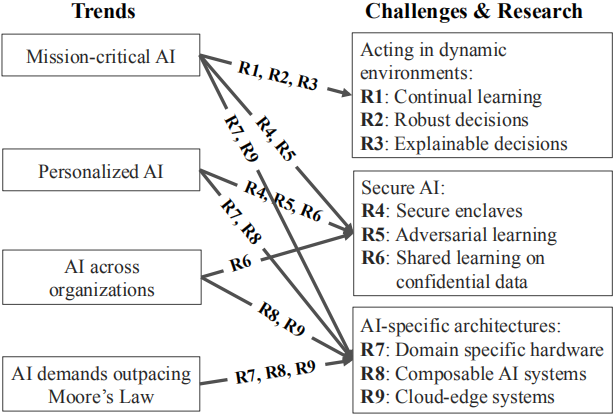 Trends
Challenges & Research
Mission-critical AI
Personalized AI
AI across
organizations
AI demands outpacing
Moore's Law
R1, R2, R3
R4, R5
R7, R9
R4, R5, R6
R7, R8
R6
R8, R9
R7, R8, R9
Acting in dynamic
environments:
R1: Continual learning
R2: Robust decisions
R3: Explainable decisions
Secure AI:
R4: Secure enclaves
R5: Adversarial learning
R6: Shared learning on
confidential data
AI-specific architectures:
R7: Domain specific hardware
R8: Composable AI systems
R9: Cloud-edge systems